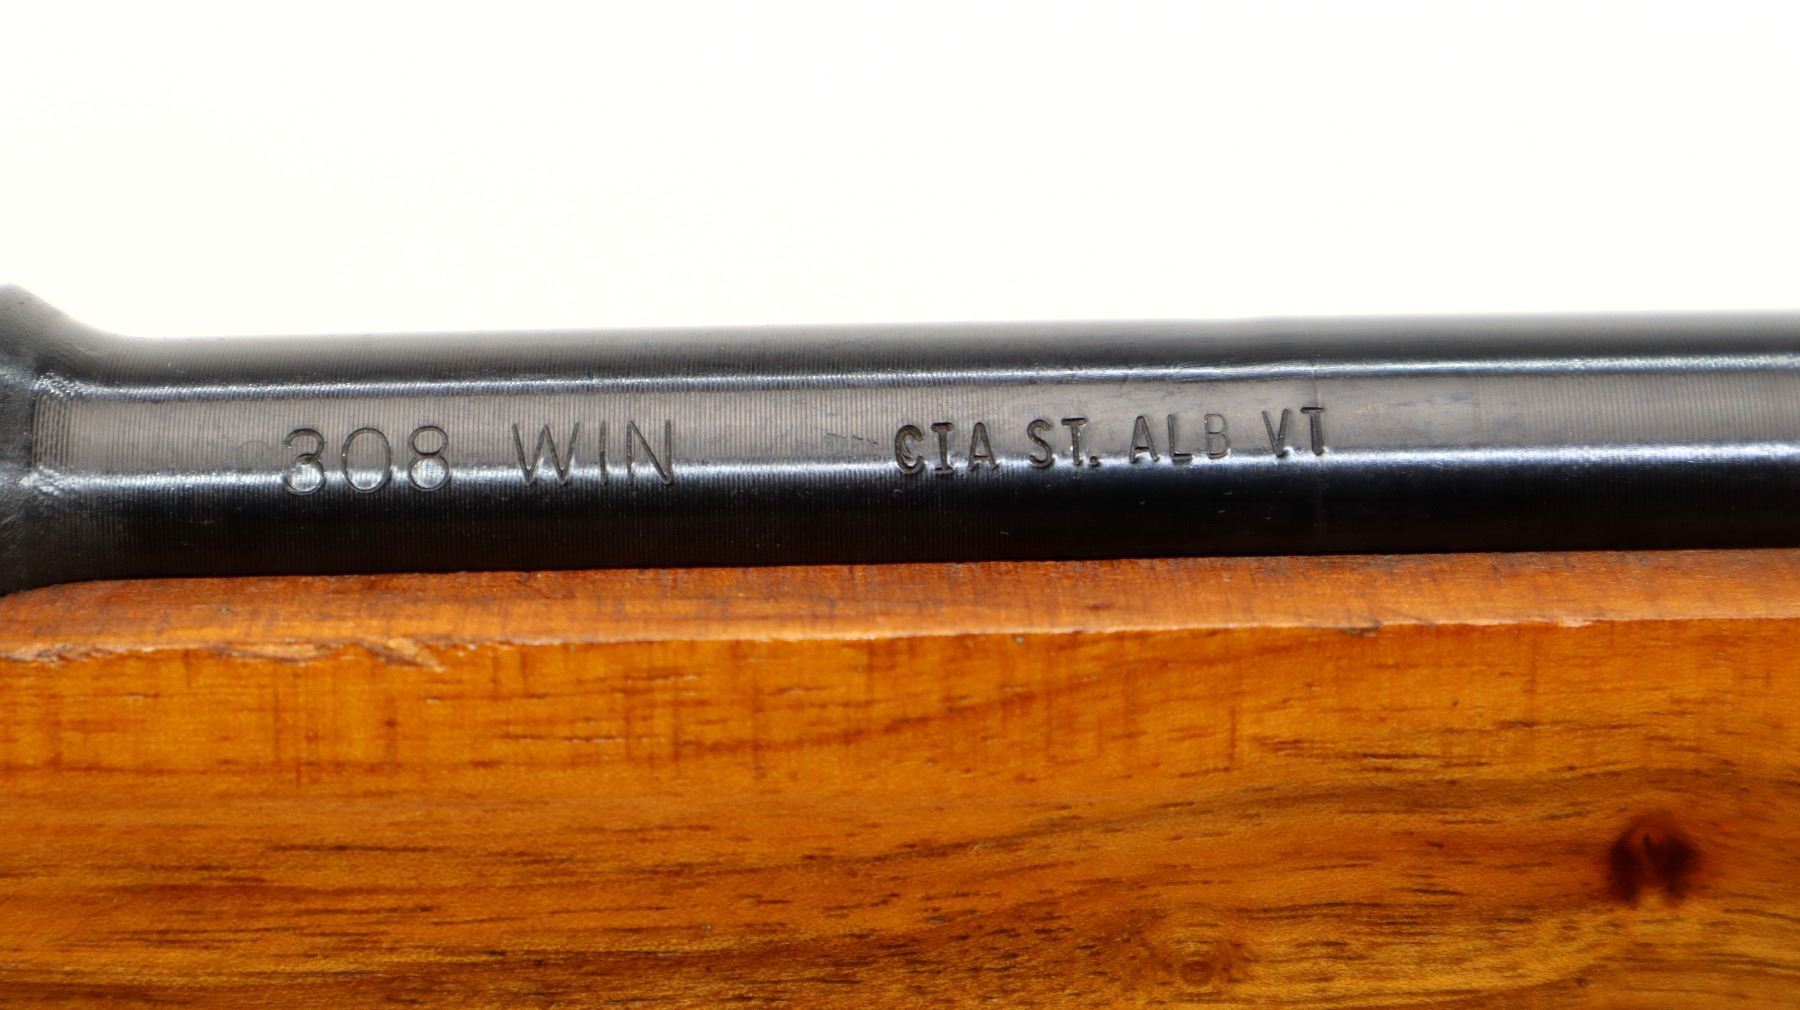 308 WIN CIA ST. ALB VT